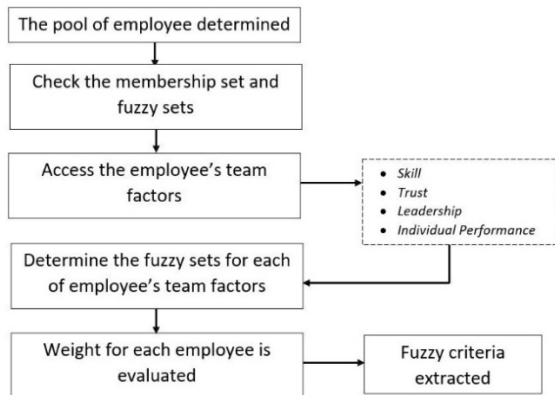 The pool of employee determined
Check the membership set and
fuzzy sets
Access the employee's team
factors
• Skill
• Trust
• Leadership
• Individual Performance
Determine the fuzzy sets for each
of employee's team factors
Weight for each employee is
evaluated
Fuzzy criteria
extracted